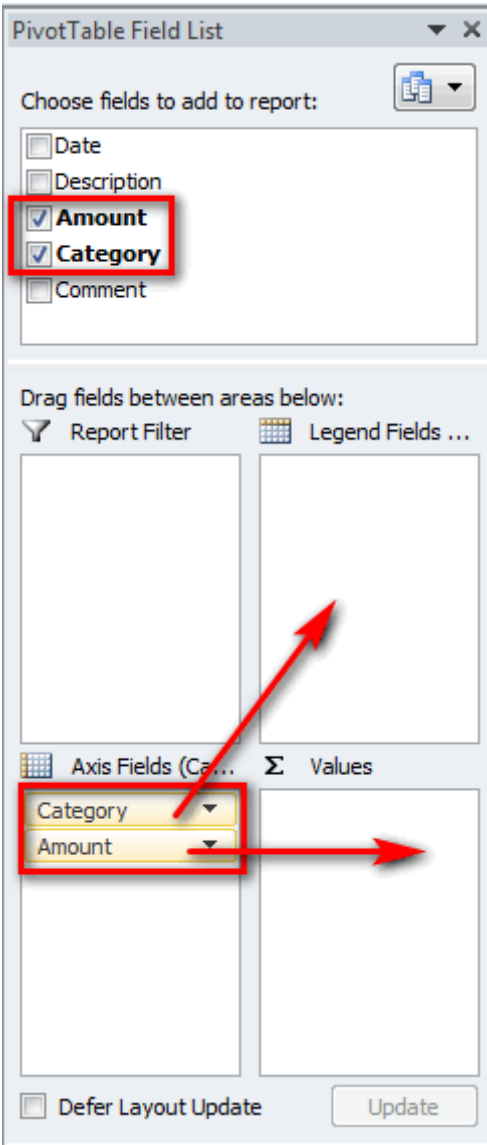 PivotTable Field List
Choose fields to add to report:
Date
Description
Amount
Category
Comment
Drag fields between areas below:
Report Filter
Legend Fields ...
Axis Fields (Ca...
Σ Values
Category
Amount
Defer Layout Update
Update